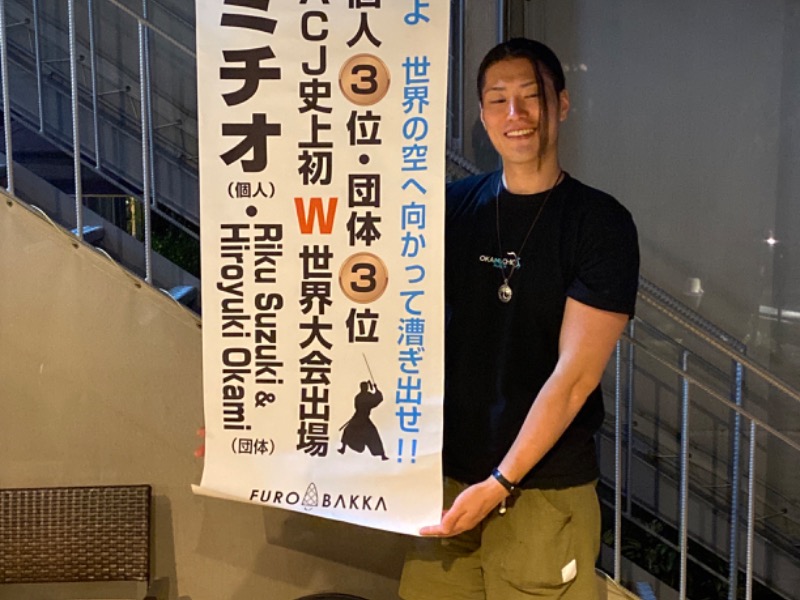 よ 世界の空へ向かって漕ぎ出せ!!
個人③位・団体③位
ACJ史上初 W世界大会出場
ミチオ(個人)・Riku Suzuki & Hiroyuki Okami(団体)
FURO BAKKA